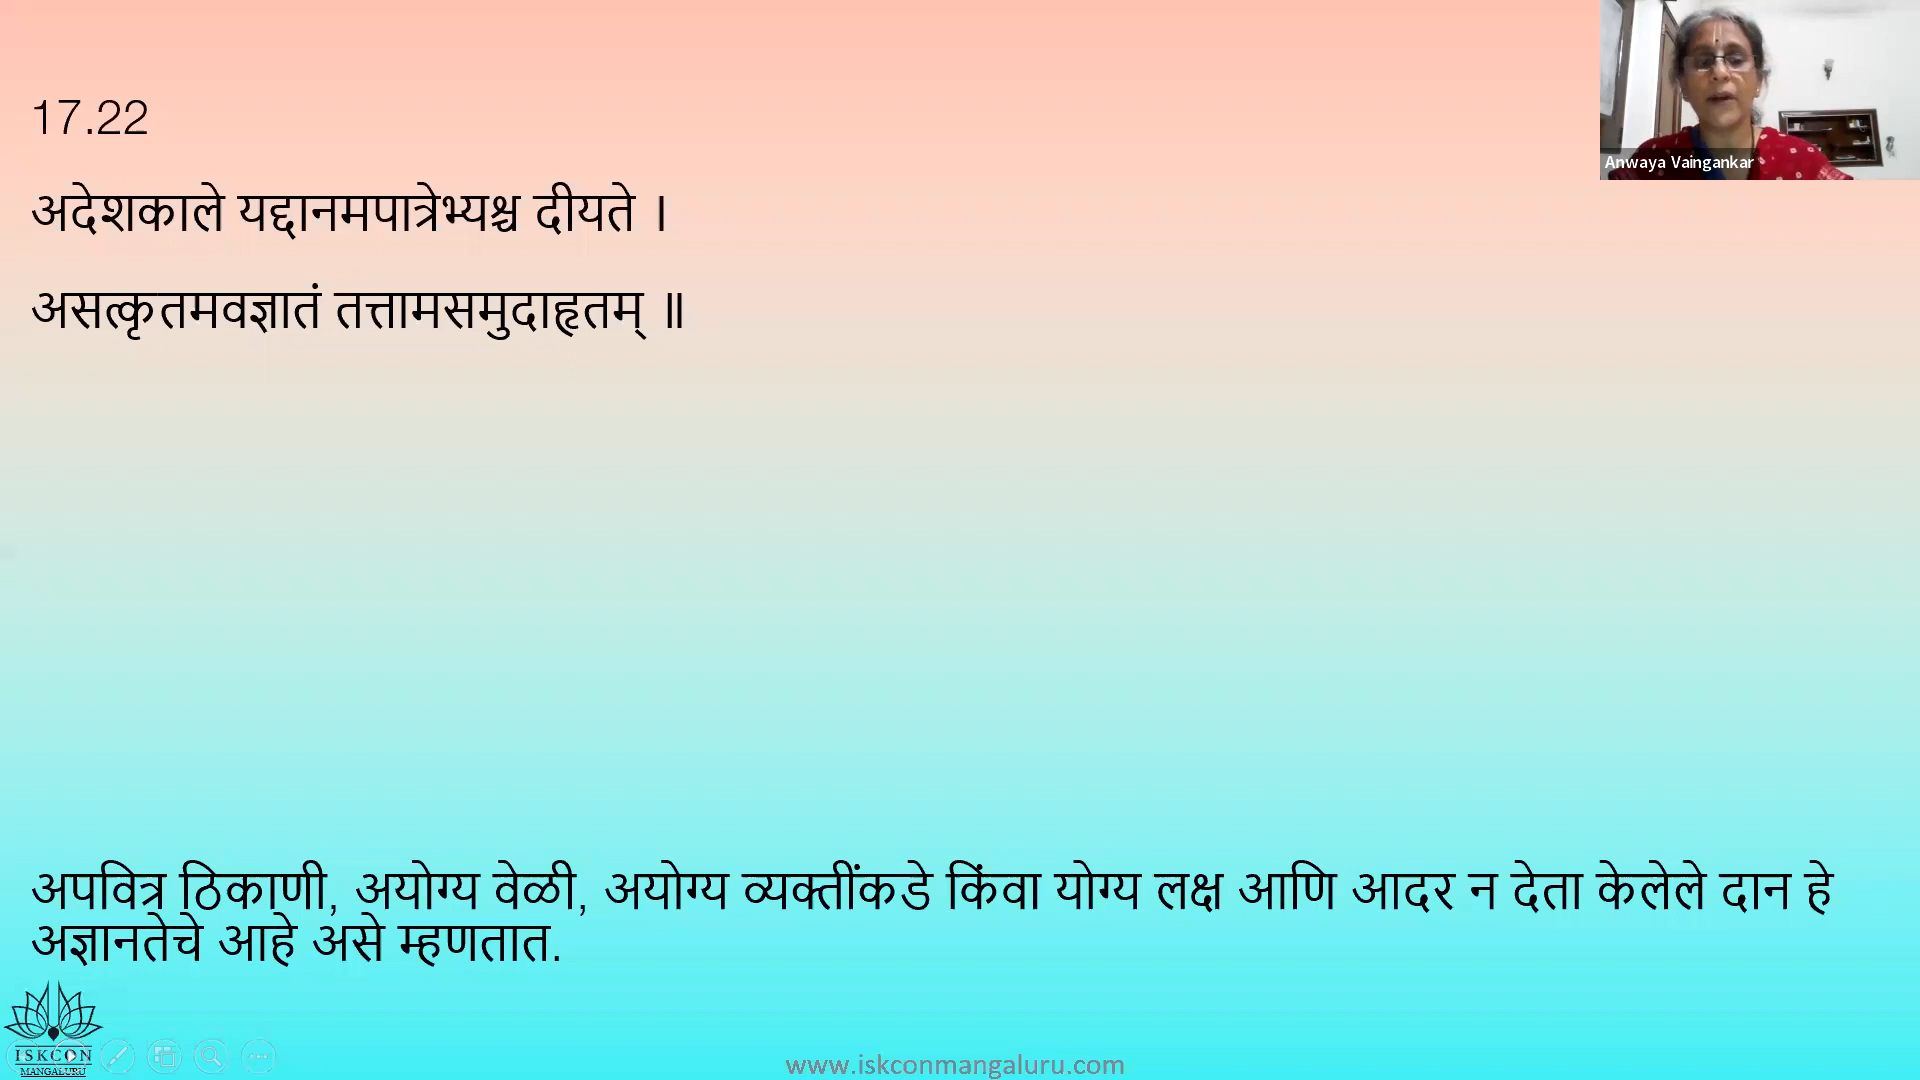 17.22
Anwaya Vaingankar
अदेशकाले यद्दानमपात्रेभ्यश्च दीयते ।
असत्कृतमवज्ञातं तत्तामसमुदाहृतम् ॥
अपवित्र ठिकाणी, अयोग्य वेळी, अयोग्य व्यक्तींकडे किंवा योग्य लक्ष आणि आदर न देता केलेले दान हे
अज्ञानतेचे आहे असे म्हणतात.
ISKCON
MANGALURU
www.iskconmangaluru.com